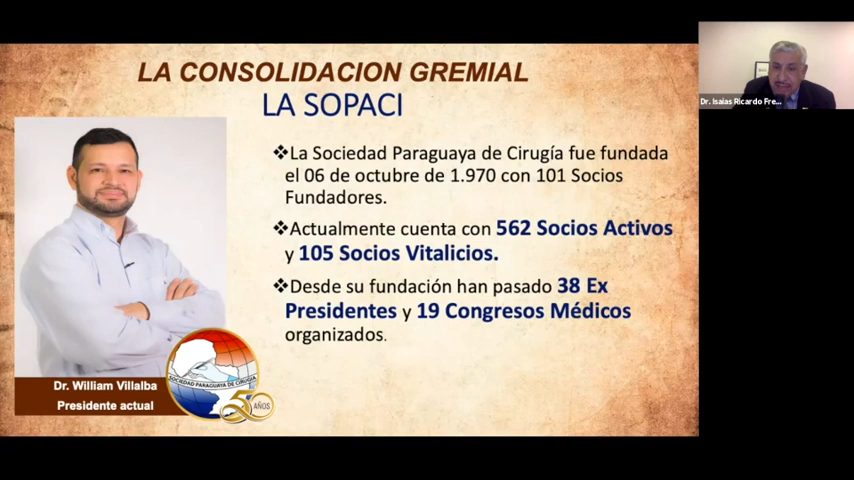 LA CONSOLIDACION GREMIAL
LA SOPACI
❖La Sociedad Paraguaya de Cirugía fue fundada
el 06 de octubre de 1.970 con 101 Socios
Fundadores.
❖Actualmente cuenta con 562 Socios Activos
y 105 Socios Vitalicios.
❖Desde su fundación han pasado 38 Ex
Presidentes y 19 Congresos Médicos
organizados.
Dr. William Villalba
Presidente actual
SOCIEDAD PARAGUAYA DE CIRUGÍA
50 AÑOS
Dr. Isaias Ricardo Fre...